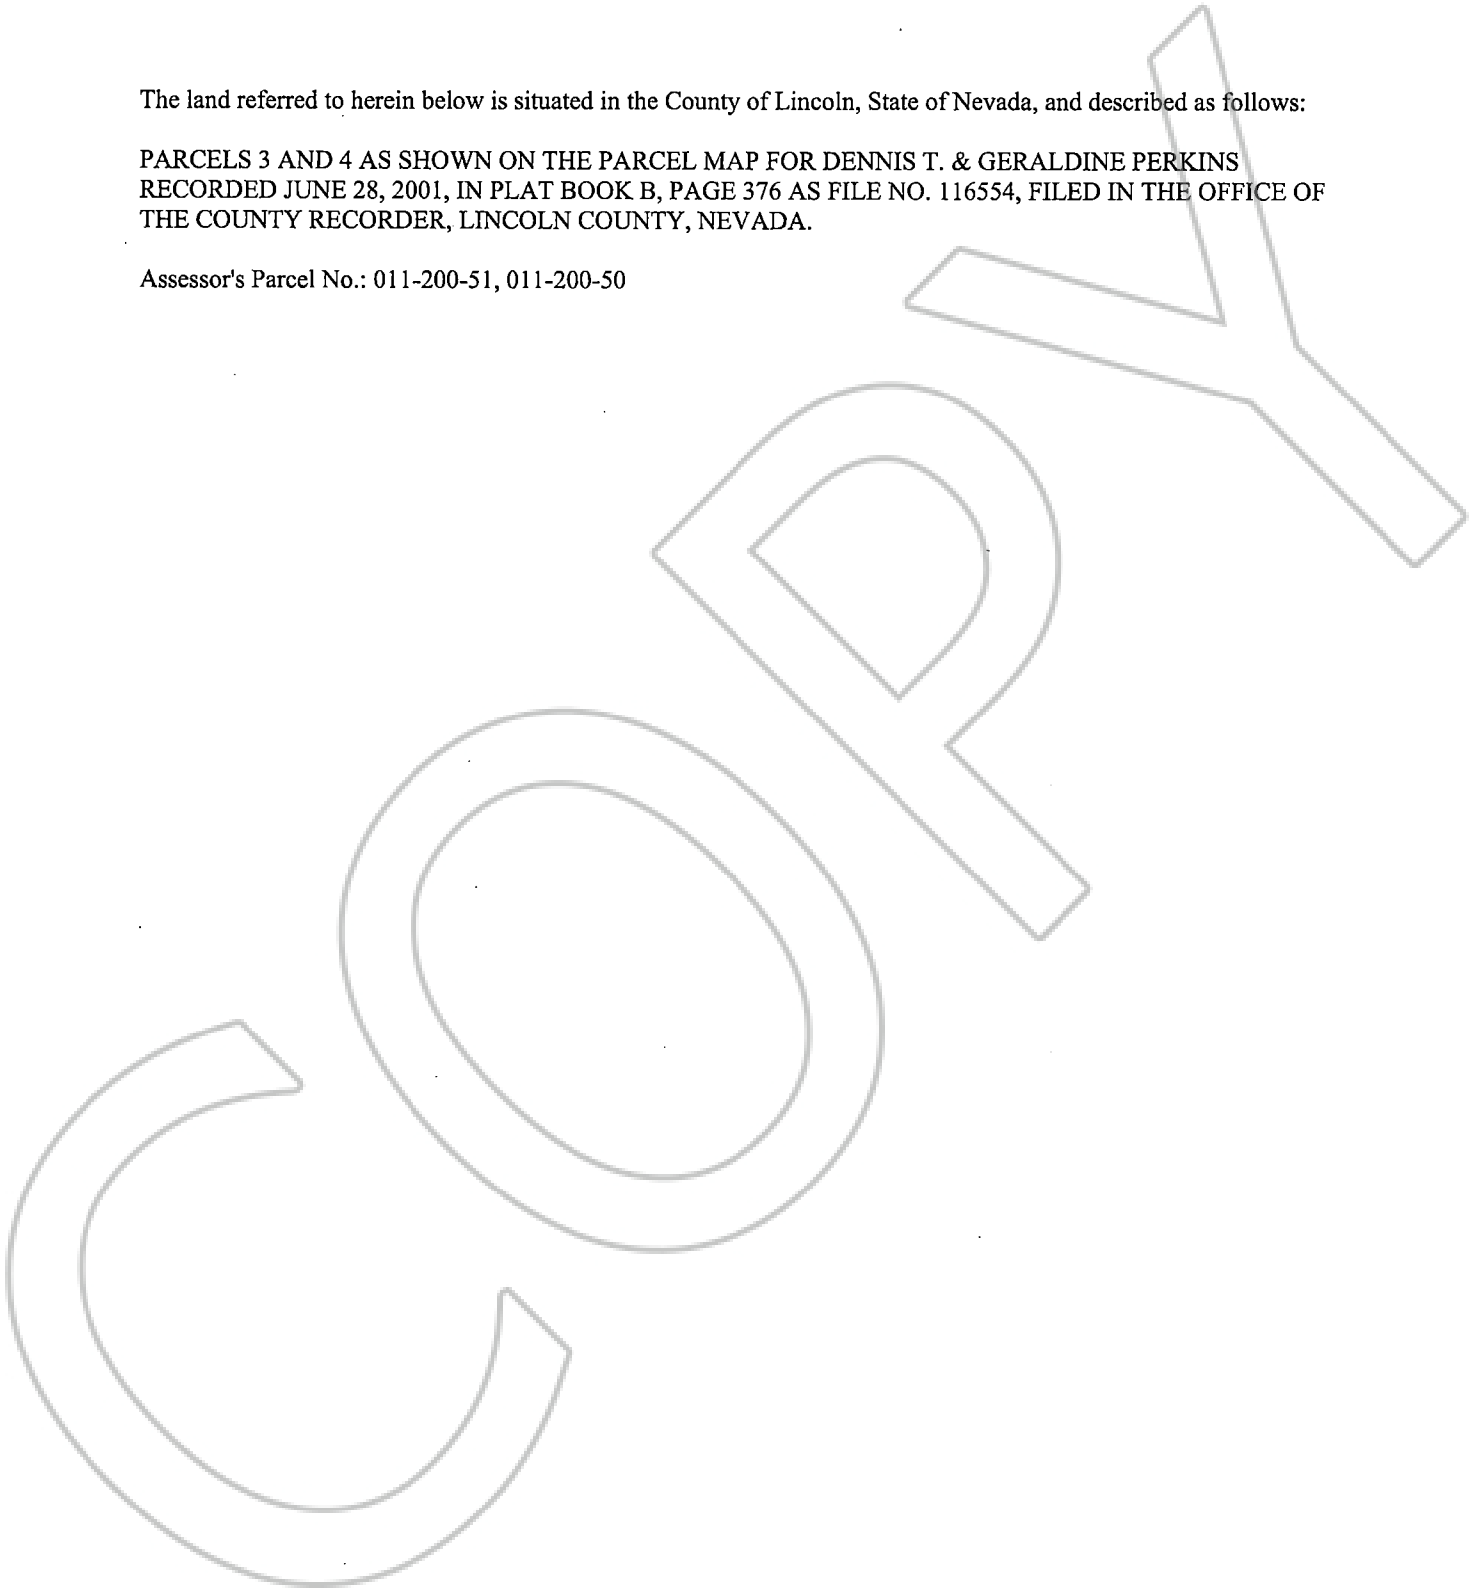 The land referred to herein below is situated in the County of Lincoln, State of Nevada, and described as follows:
PARCELS 3 AND 4 AS SHOWN ON THE PARCEL MAP FOR DENNIS T. & GERALDINE PERKINS
RECORDED JUNE 28, 2001, IN PLAT BOOK B, PAGE 376 AS FILE NO. 116554, FILED IN THE OFFICE OF
THE COUNTY RECORDER, LINCOLN COUNTY, NEVADA.
Assessor's Parcel No.: 011-200-51, 011-200-50
COPY